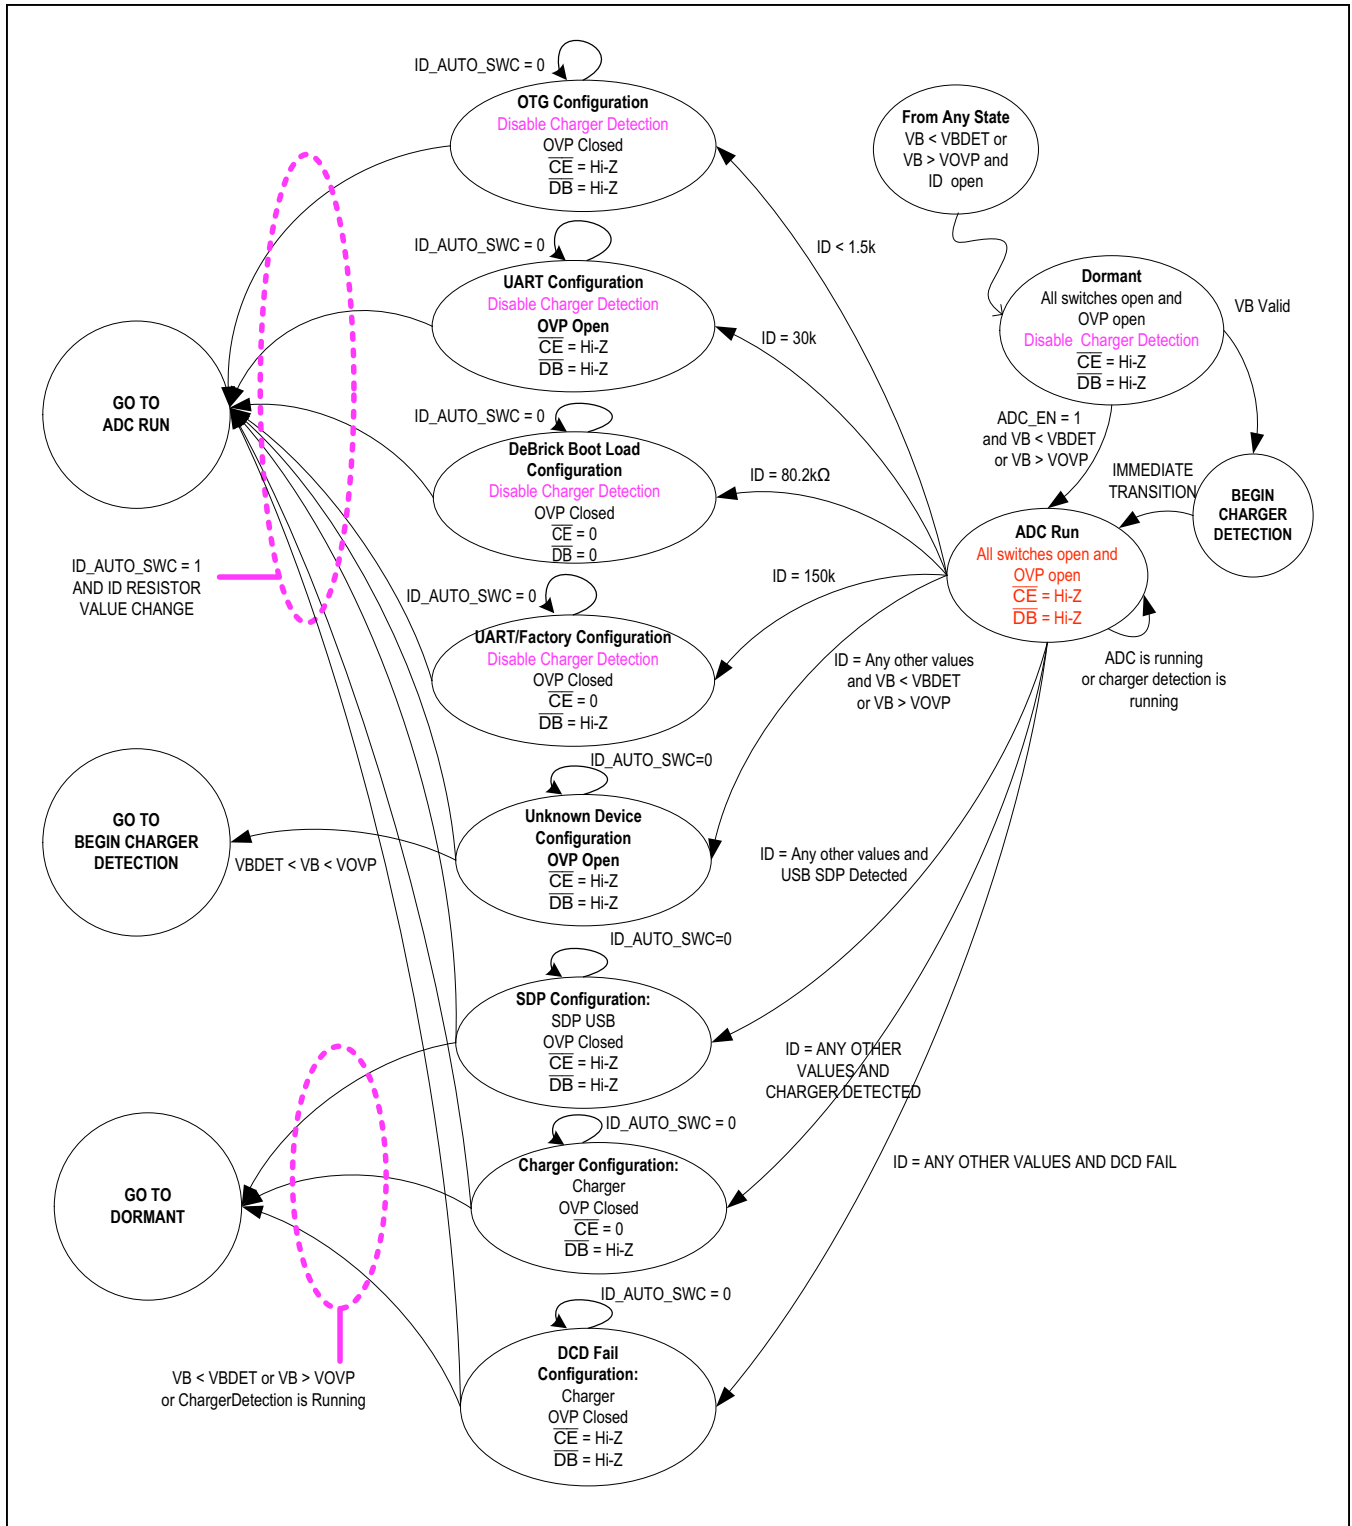 ID_AUTO_SWC = 0
OTG Configuration
Disable Charger Detection
OVP Closed
CE = Hi-Z
DB = Hi-Z
From Any State
VB < VBDET or
VB > VOVP and
ID open
ID_AUTO_SWC = 0
UART Configuration
Disable Charger Detection
OVP Open
CE = Hi-Z
DB = Hi-Z
ID < 1.5k
Dormant
All switches open and
OVP open
Disable Charger Detection
CE = Hi-Z
DB = Hi-Z
VB Valid
ID = 30k
GO TO
ADC RUN
ID_AUTO_SWC = 0
DeBrick Boot Load
Configuration
Disable Charger Detection
OVP Closed
CE = 0
DB = 0
ID = 80.2kΩ
ADC_EN = 1
and VB < VBDET
or VB > VOVP
IMMEDIATE
TRANSITION
BEGIN
CHARGER
DETECTION
ADC Run
All switches open and
OVP open
CE = Hi-Z
DB = Hi-Z
ID_AUTO_SWC = 1
AND ID RESISTOR
VALUE CHANGE
ID_AUTO_SWC = 0
UART/Factory Configuration
Disable Charger Detection
OVP Closed
CE = 0
DB = Hi-Z
ID = 150k
ID = Any other values
and VB < VBDET
or VB > VOVP
ADC is running
or charger detection is
running
ID_AUTO_SWC=0
Unknown Device
Configuration
OVP Open
CE = Hi-Z
DB = Hi-Z
GO TO
BEGIN CHARGER
DETECTION
VBDET < VB < VOVP
ID = Any other values and
USB SDP Detected
ID_AUTO_SWC=0
SDP Configuration:
SDP USB
OVP Closed
CE = Hi-Z
DB = Hi-Z
ID = ANY OTHER
VALUES AND
CHARGER DETECTED
ID_AUTO_SWC = 0
Charger Configuration:
Charger
OVP Closed
CE = 0
DB = Hi-Z
ID = ANY OTHER VALUES AND DCD FAIL
GO TO
DORMANT
ID_AUTO_SWC = 0
DCD Fail
Configuration:
Charger
OVP Closed
CE = Hi-Z
DB = Hi-Z
VB < VBDET or VB > VOVP
or ChargerDetection is Running